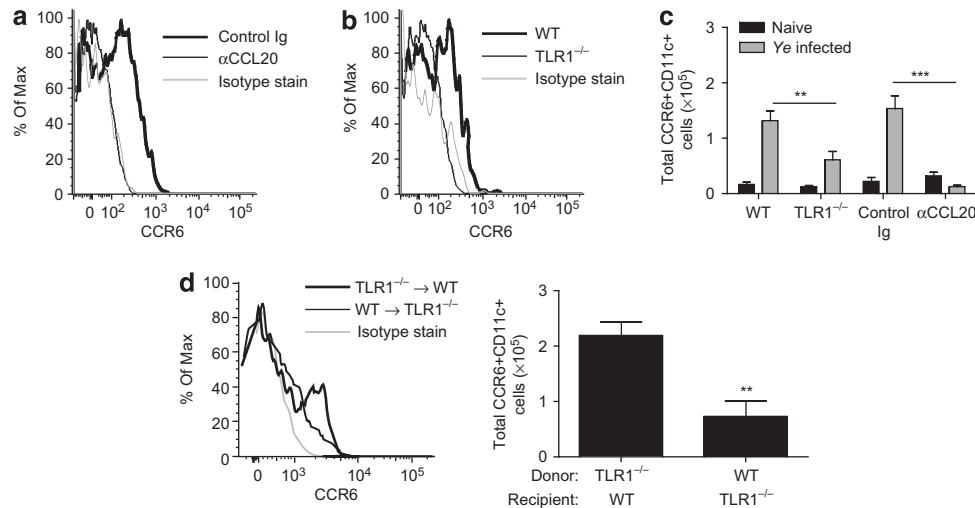 a
% Of Max
100
80
60
40
20
0
0 10² 10³ 10⁴ 10⁵
CCR6
Control Ig
αCCL20
Isotype stain
b
% Of Max
100
80
60
40
20
0
0 10² 10³ 10⁴ 10⁵
CCR6
WT
TLR1⁻/⁻
Isotype stain
c
Total CCR6+CD11c+
cells (×10⁵)
3
2
1
0
Naive
Ye infected
**
***
WT TLR1⁻/⁻ Control αCCL20
Ig
d
% Of Max
100
80
60
40
20
0
0 10³ 10⁴ 10⁵
CCR6
TLR1⁻/⁻ → WT
WT → TLR1⁻/⁻
Isotype stain
Total CCR6+CD11c+
cells (×10⁵)
3
2
1
0
**
Donor: TLR1⁻/⁻ WT
Recipient: WT TLR1⁻/⁻